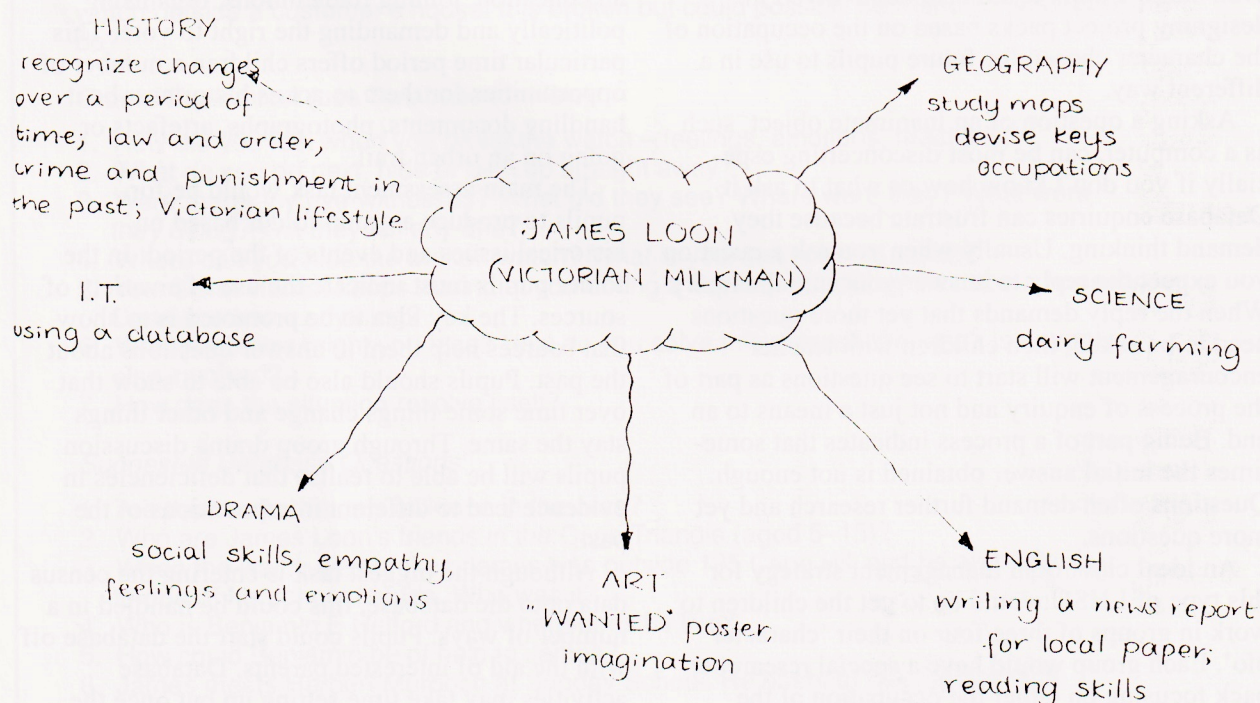 HISTORY
recognize changes
over a period of
time; law and order,
crime and punishment in
the past; Victorian lifestyle
GEOGRAPHY
study maps
devise keys
occupations
JAMES LOON
(VICTORIAN MILKMAN)
I.T.
using a database
SCIENCE
dairy farming
DRAMA
social skills, empathy,
feelings and emotions
ART
"WANTED" poster,
imagination
ENGLISH
writing a news report
for local paper;
reading skills